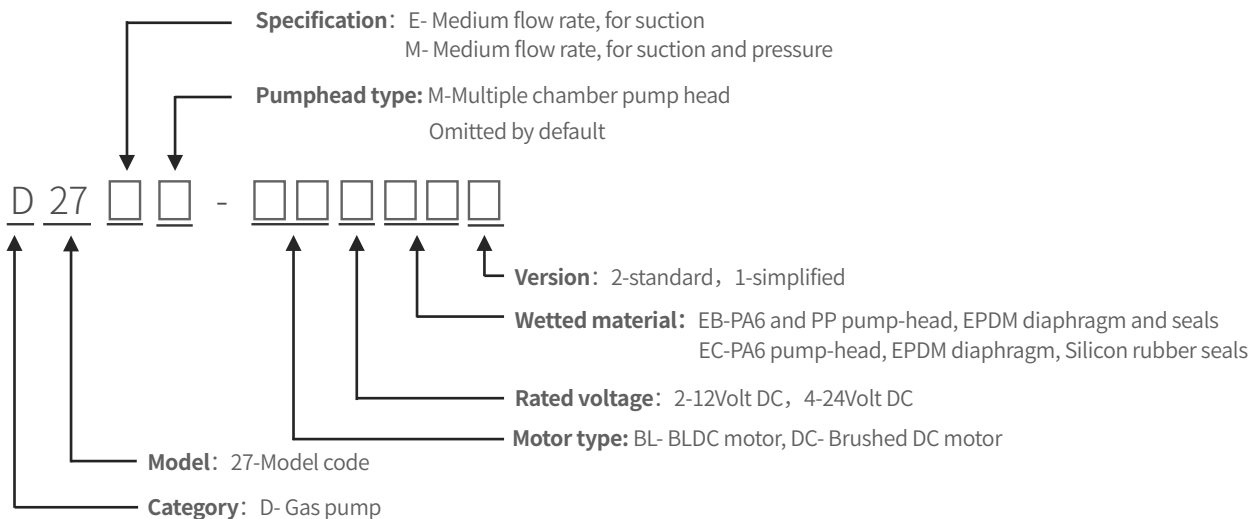 Specification：E- Medium flow rate, for suction
M- Medium flow rate, for suction and pressure
Pumphead type: M-Multiple chamber pump head
Omitted by default
D 27 □ □ - □□ □ □□ □
Version：2-standard，1-simplified
Wetted material：EB-PA6 and PP pump-head, EPDM diaphragm and seals
EC-PA6 pump-head, EPDM diaphragm, Silicon rubber seals
Rated voltage：2-12Volt DC，4-24Volt DC
Motor type: BL- BLDC motor, DC- Brushed DC motor
Model：27-Model code
Category：D- Gas pump